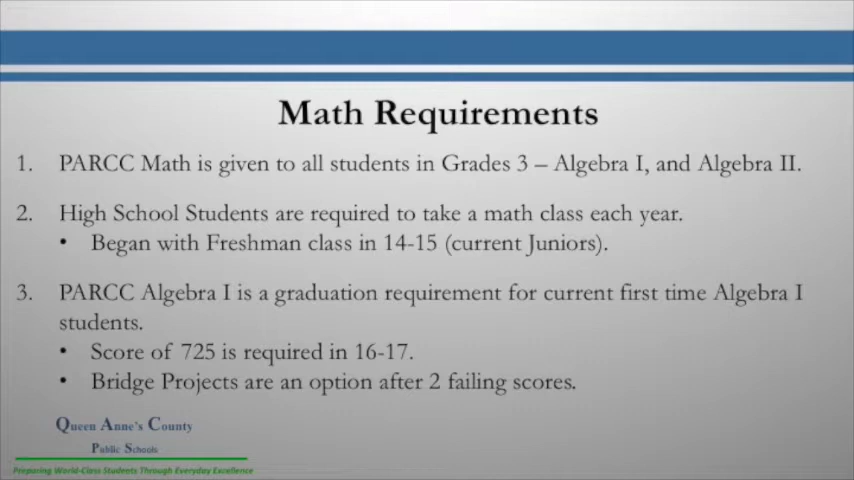 Math Requirements
1. PARCC Math is given to all students in Grades 3 – Algebra I, and Algebra II.
2. High School Students are required to take a math class each year.
• Began with Freshman class in 14-15 (current Juniors).
3. PARCC Algebra I is a graduation requirement for current first time Algebra I
students.
• Score of 725 is required in 16-17.
• Bridge Projects are an option after 2 failing scores.
Queen Anne's County
Public Schools
Preparing World-Class Students Through Everyday Excellence